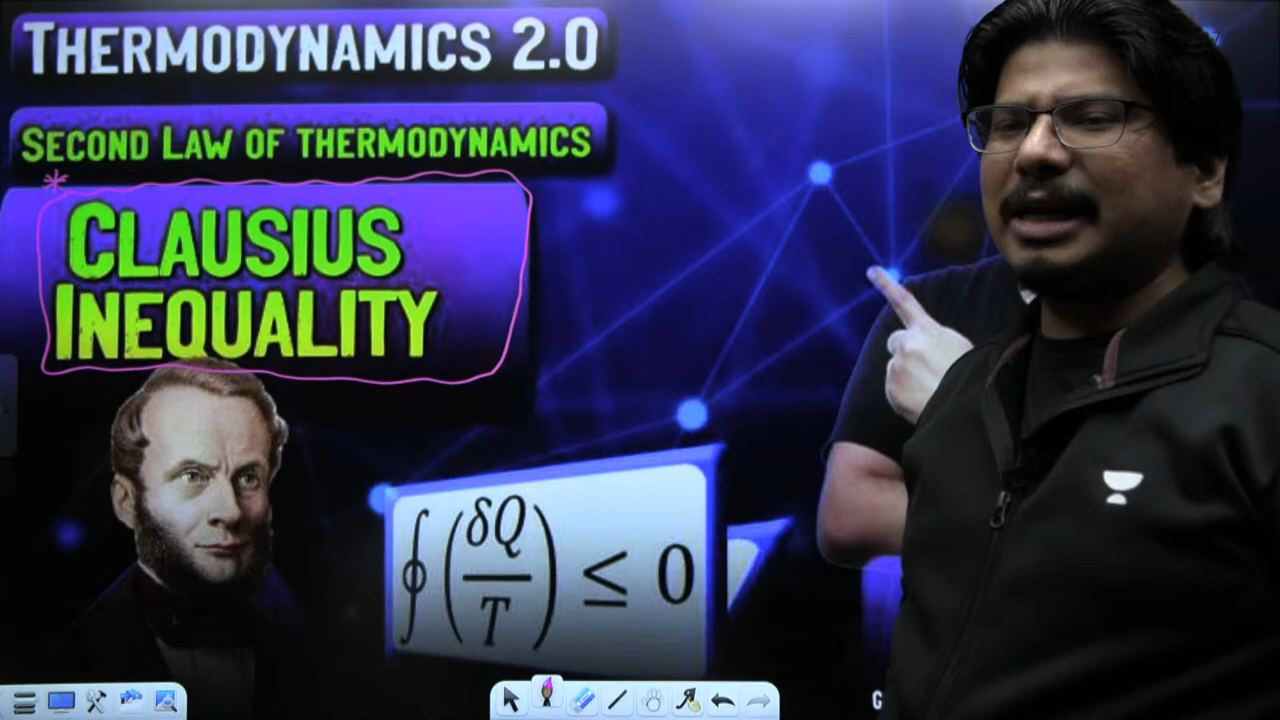 THERMODYNAMICS 2.0
SECOND LAW OF THERMODYNAMICS
*
CLAUSIUS
INEQUALITY
∮ (δQ/T) ≤ 0
G